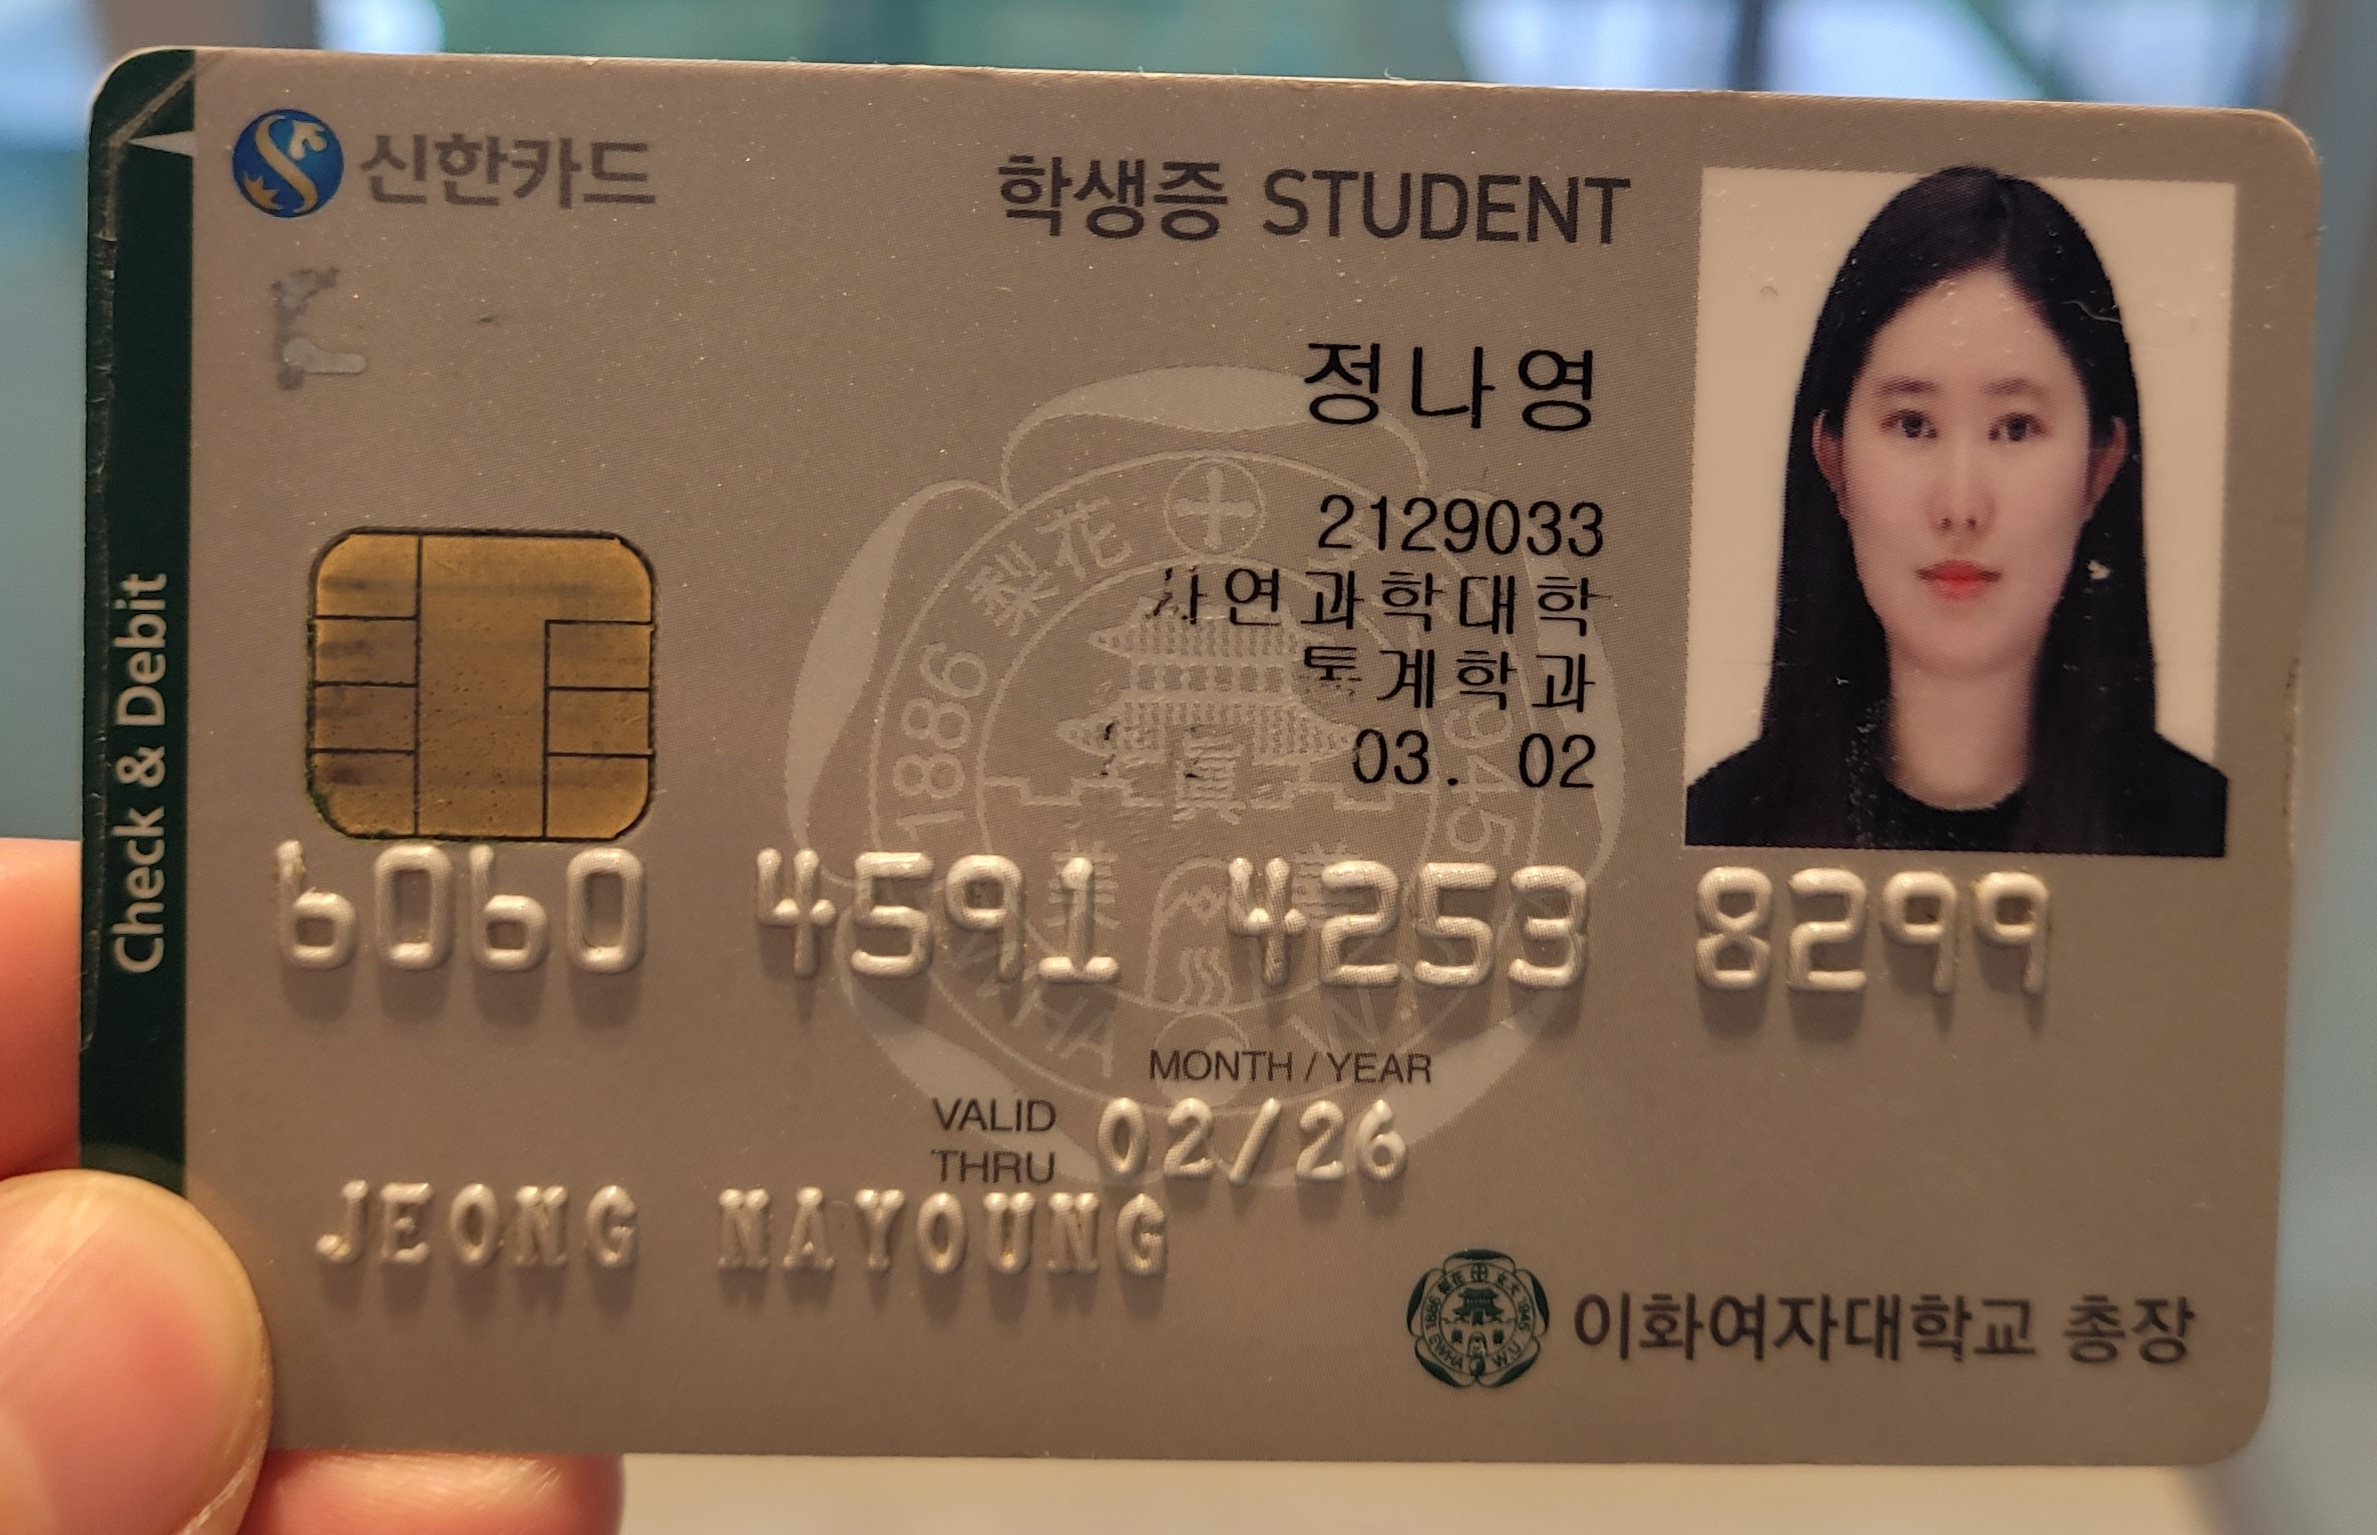 신한카드
학생증 STUDENT
정나영
2129033
과학대학
통계학과
03. 02
1886 梨花 1945
EWHA
Check & Debit
6060 4591 4253 8299
MONTH / YEAR
VALID THRU 02/26
JEONG NAYOUNG
이화여자대학교 총장